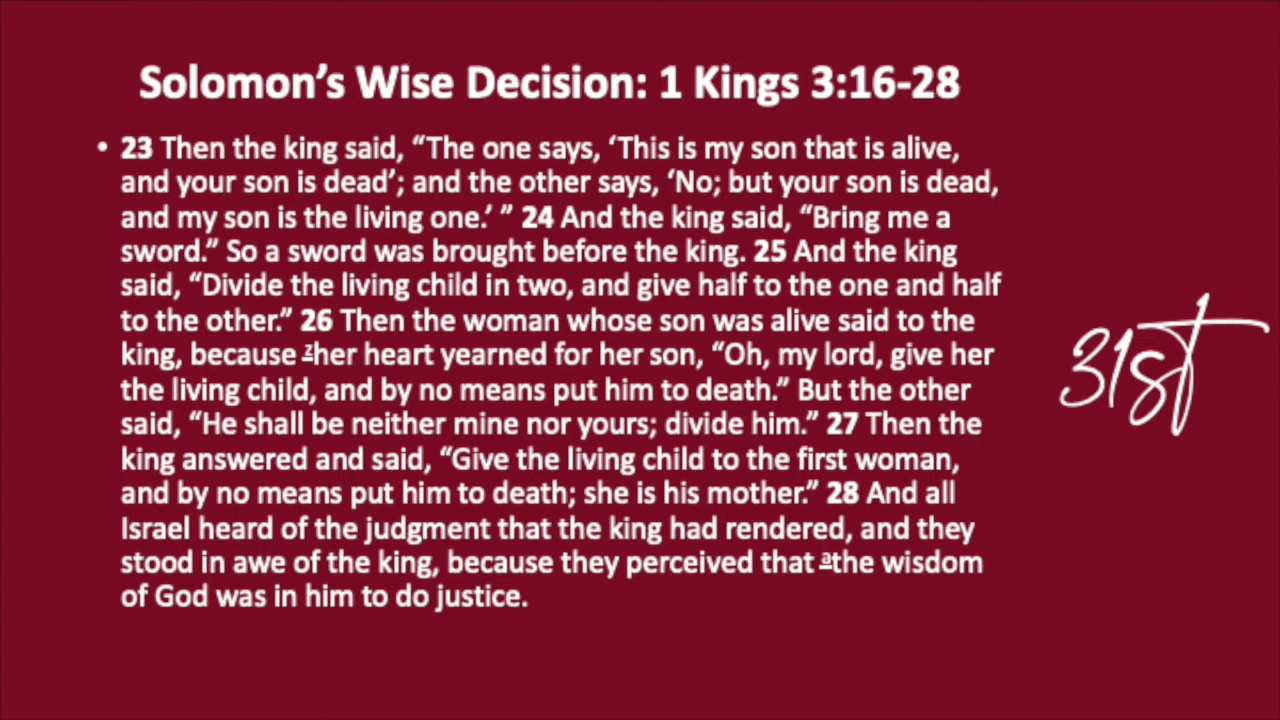 Solomon’s Wise Decision: 1 Kings 3:16-28
• 23 Then the king said, “The one says, ‘This is my son that is alive,
and your son is dead’; and the other says, ‘No; but your son is dead,
and my son is the living one.’ ” 24 And the king said, “Bring me a
sword.” So a sword was brought before the king. 25 And the king
said, “Divide the living child in two, and give half to the one and half
to the other.” 26 Then the woman whose son was alive said to the
king, because zher heart yearned for her son, “Oh, my lord, give her
the living child, and by no means put him to death.” But the other
said, “He shall be neither mine nor yours; divide him.” 27 Then the
king answered and said, “Give the living child to the first woman,
and by no means put him to death; she is his mother.” 28 And all
Israel heard of the judgment that the king had rendered, and they
stood in awe of the king, because they perceived that athe wisdom
of God was in him to do justice.
31st